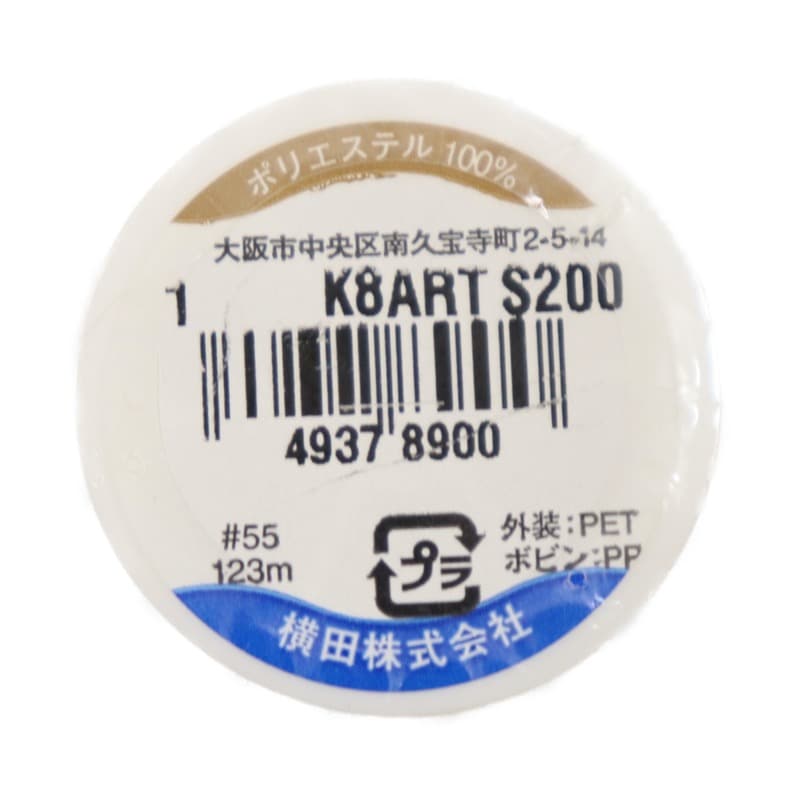 ポリエステル 100%
大阪市中央区南久宝寺町2-5-14
1 K8ART S200
4937 8900
#55
123m
プラ
外装:PET
ボビン:PP
横田株式会社